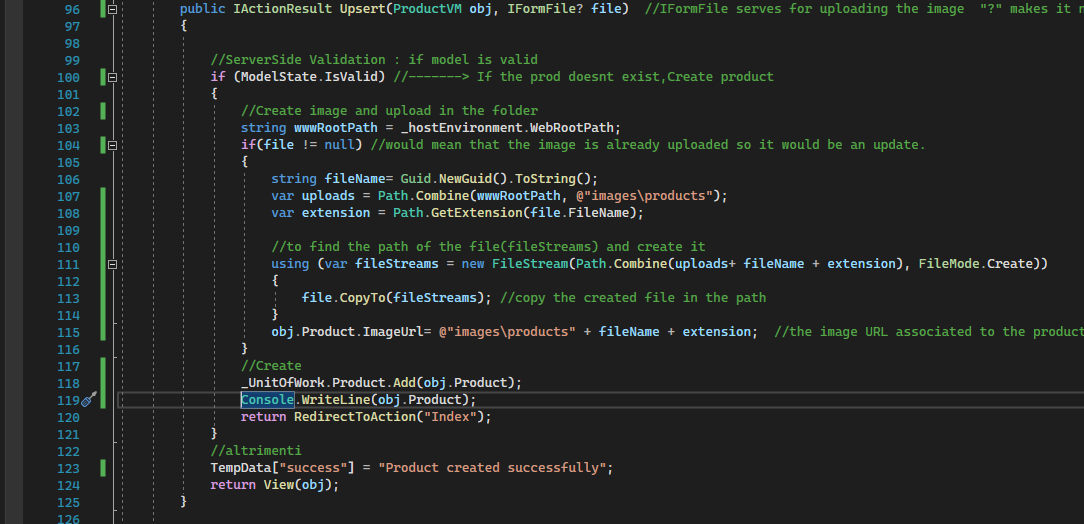 96 public IActionResult Upsert(ProductVM obj, IFormFile? file) //IFormFile serves for uploading the image "?" makes it
97 {
98
99 //ServerSide Validation : if model is valid
100 if (ModelState.IsValid) //-------> If the prod doesnt exist,Create product
101 {
102 //Create image and upload in the folder
103 string wwwRootPath = _hostEnvironment.WebRootPath;
104 if(file != null) //would mean that the image is already uploaded so it would be an update.
105 {
106 string fileName= Guid.NewGuid().ToString();
107 var uploads = Path.Combine(wwwRootPath, @"images\products");
108 var extension = Path.GetExtension(file.FileName);
109
110 //to find the path of the file(fileStreams) and create it
111 using (var fileStreams = new FileStream(Path.Combine(uploads+ fileName + extension), FileMode.Create))
112 {
113 file.CopyTo(fileStreams); //copy the created file in the path
114 }
115 obj.Product.ImageUrl= @"images\products" + fileName + extension; //the image URL associated to the product
116 }
117 //Create
118 _UnitOfWork.Product.Add(obj.Product);
119 Console.WriteLine(obj.Product);
120 return RedirectToAction("Index");
121 }
122 //altrimenti
123 TempData["success"] = "Product created successfully";
124 return View(obj);
125 }
126